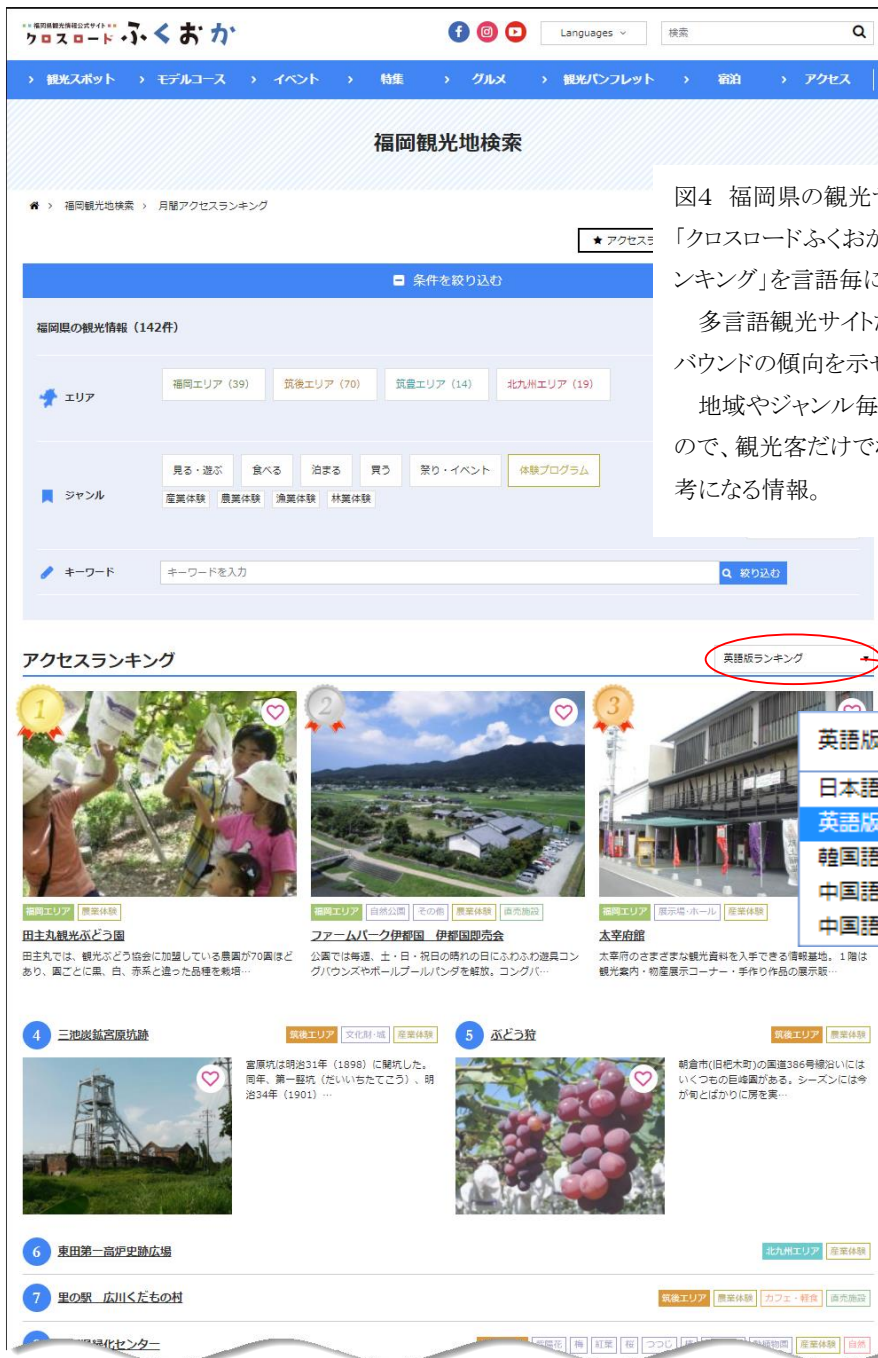 福岡県観光情報公式サイト
クロスロードふくおか
Languages
検索
観光スポット
モデルコース
イベント
特集
グルメ
観光パンフレット
宿泊
アクセス
福岡観光地検索
福岡観光地検索 > 月間アクセスランキング
★ アクセスラ
図4 福岡県の観光サ
「クロスロードふくおか
ンキング」を言語毎に
多言語観光サイトだ
バウンドの傾向を示せ
地域やジャンル毎
ので、観光客だけでな
考になる情報。
条件を絞り込む
福岡県の観光情報（142件）
エリア
福岡エリア（39）
筑後エリア（70）
筑豊エリア（14）
北九州エリア（19）
ジャンル
見る・遊ぶ
食べる
泊まる
買う
祭り・イベント
体験プログラム
産業体験
農業体験
漁業体験
林業体験
キーワード
キーワードを入力
絞り込む
アクセスランキング
英語版ランキング
英語版
日本語
英語版
韓国語
中国語
中国語
1
福岡エリア 農業体験
田主丸観光ぶどう園
田主丸では、観光ぶどう協会に加盟している農園が70園ほど
あり、園ごとに黒、白、赤系と違った品種を栽培…
2
福岡エリア 自然公園 その他 農業体験 直売施設
ファームパーク伊都国 伊都国即売会
公園では毎週、土・日・祝日の晴れの日にふわふわ遊具コン
グバウンズやボールプールパンダを解放。コングバ…
3
福岡エリア 展示場・ホール 産業体験
太宰府館
太宰府のさまざまな観光資料を入手できる情報基地。1階は
観光案内・物産展示コーナー・手作り作品の展示販…
4 三池炭鉱宮原坑跡
筑後エリア 文化財・城 産業体験
宮原坑は明治31年（1898）に開坑した。
同年、第一竪坑（だいいちたてこう）、明
治34年（1901）…
5 ぶどう狩
筑後エリア 農業体験
朝倉市(旧杷木町)の国道386号線沿いには
いくつもの巨峰園がある。シーズンには今
が旬とばかりに房を実…
6 東田第一高炉史跡広場
北九州エリア 産業体験
7 里の駅 広川くだもの村
筑後エリア 農業体験 カフェ・軽食 直売施設
緑化センター
梅 紅葉 桜 つつじ
産業体験 自然